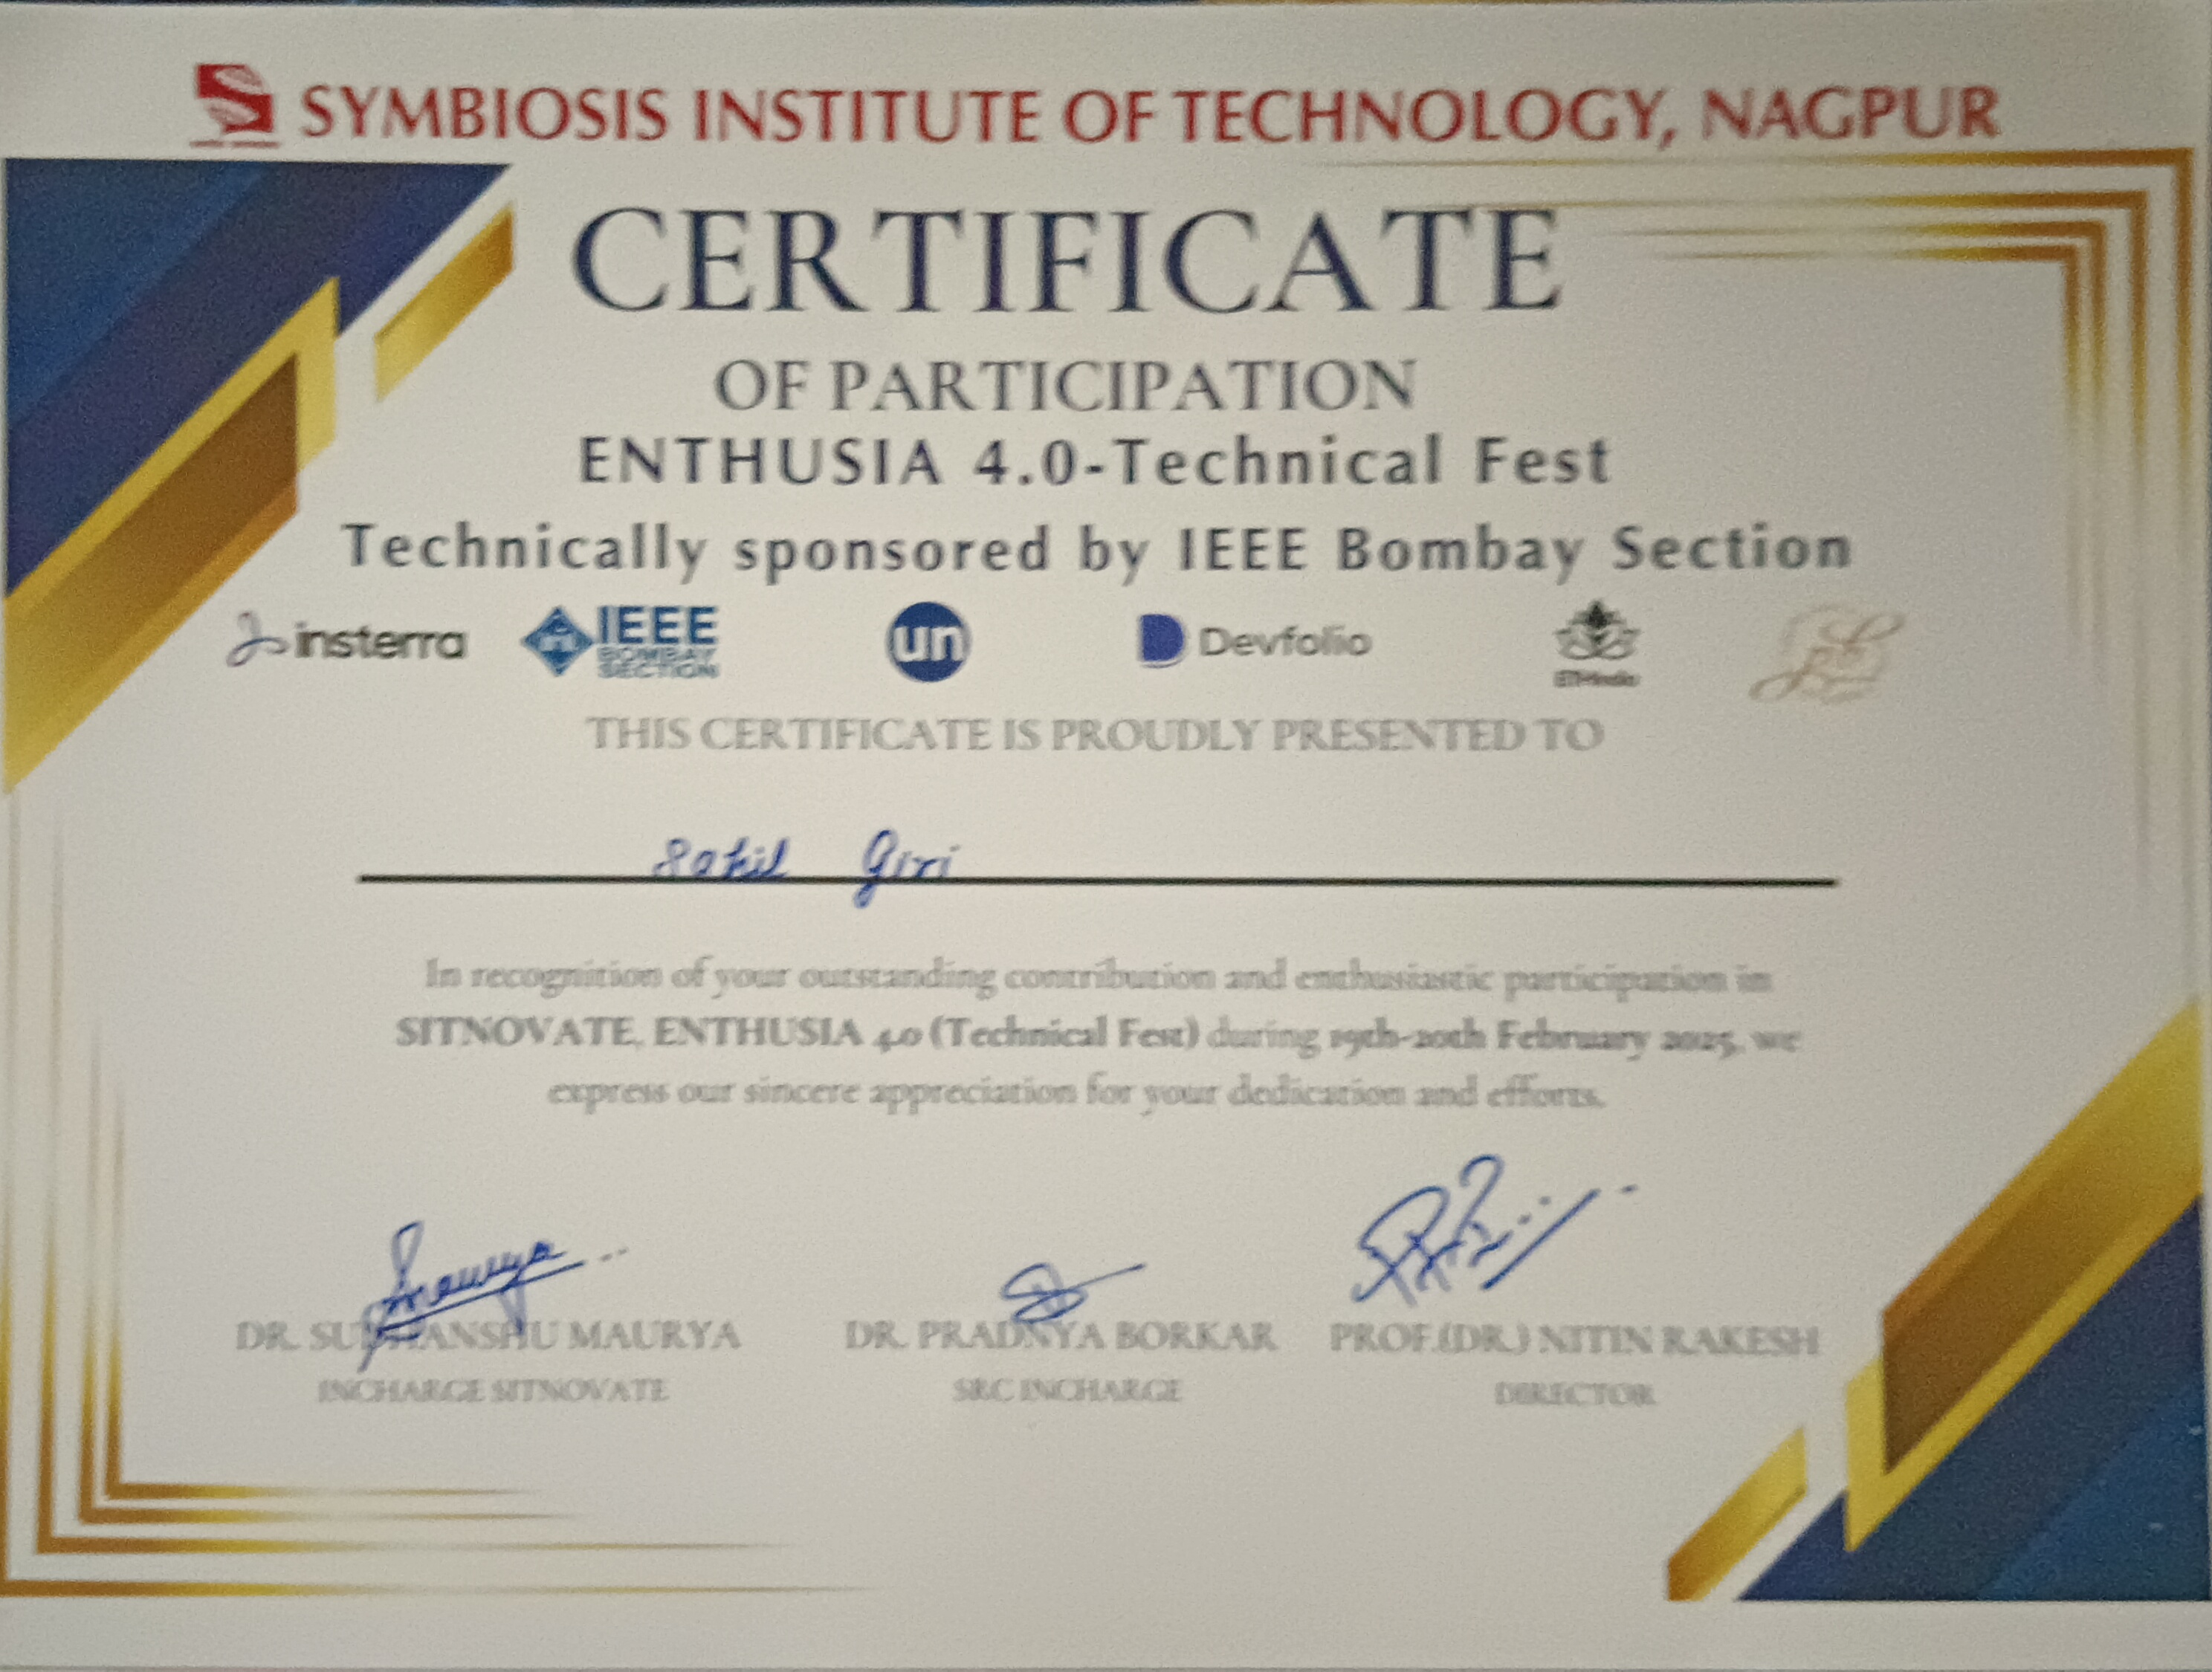 SYMBIOSIS INSTITUTE OF TECHNOLOGY, NAGPUR
CERTIFICATE
OF PARTICIPATION
ENTHUSIA 4.0-Technical Fest
Technically sponsored by IEEE Bombay Section
insterra IEEE BOMBAY SECTION un Devfolio ETHIndia
THIS CERTIFICATE IS PROUDLY PRESENTED TO
Sahil Giri
In recognition of your outstanding contribution and enthusiastic participation in
SITNOVATE, ENTHUSIA 4.0 (Technical Fest) during 19th-20th February 2025, we
express our sincere appreciation for your dedication and efforts.
DR. MAURYA DR. PRADNYA BORKAR PROF.(DR.) NITIN RAKESH
INCHARGE SITNOVATE SRC INCHARGE DIRECTOR